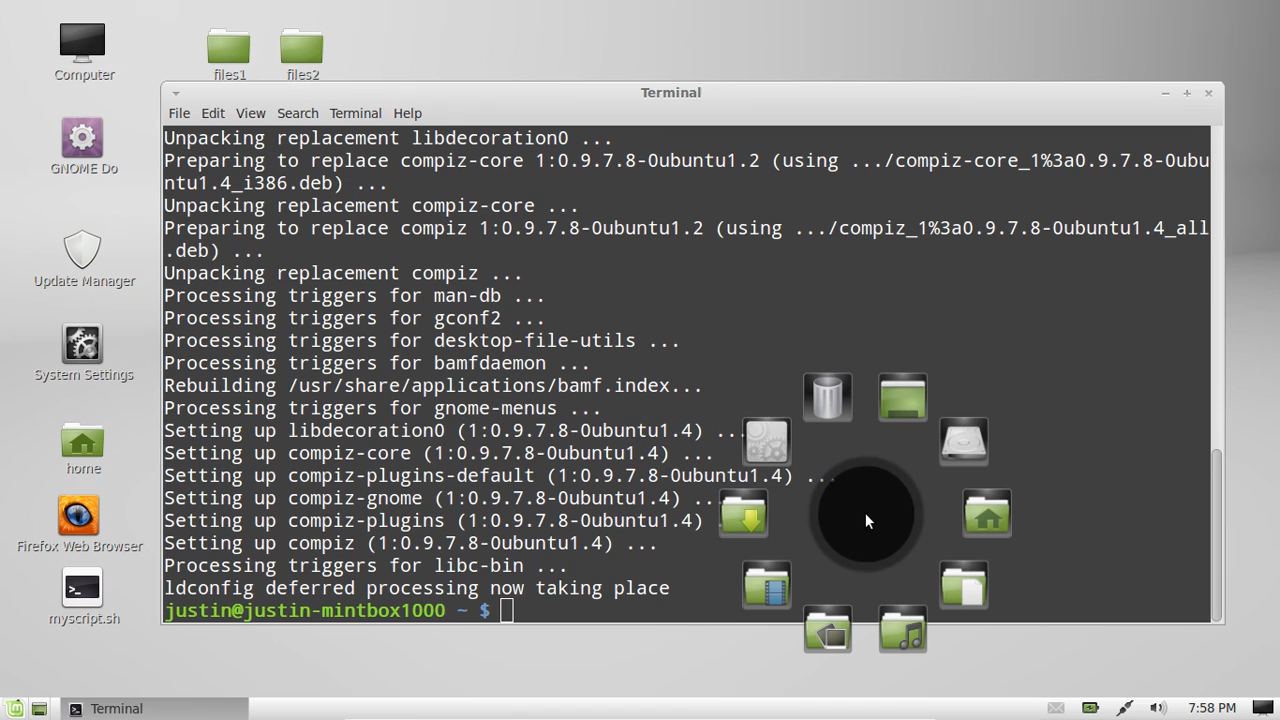 Computer
files1
files2
GNOME Do
Update Manager
System Settings
home
Firefox Web Browser
myscript.sh
Terminal
File Edit View Search Terminal Help
Unpacking replacement libdecoration0 ...
Preparing to replace compiz-core 1:0.9.7.8-0ubuntu1.2 (using .../compiz-core_1%3a0.9.7.8-0ubu
ntu1.4_i386.deb) ...
Unpacking replacement compiz-core ...
Preparing to replace compiz 1:0.9.7.8-0ubuntu1.2 (using .../compiz_1%3a0.9.7.8-0ubuntu1.4_all
.deb) ...
Unpacking replacement compiz ...
Processing triggers for man-db ...
Processing triggers for gconf2 ...
Processing triggers for desktop-file-utils ...
Processing triggers for bamfdaemon ...
Rebuilding /usr/share/applications/bamf.index...
Processing triggers for gnome-menus ...
Setting up libdecoration0 (1:0.9.7.8-0ubuntu1.4) ...
Setting up compiz-core (1:0.9.7.8-0ubuntu1.4) ...
Setting up compiz-plugins-default (1:0.9.7.8-0ubuntu1.4) ...
Setting up compiz-gnome (1:0.9.7.8-0ubuntu1.4) ...
Setting up compiz-plugins (1:0.9.7.8-0ubuntu1.4)
Setting up compiz (1:0.9.7.8-0ubuntu1.4) ...
Processing triggers for libc-bin ...
ldconfig deferred processing now taking place
justin@justin-mintbox1000 ~ $
Terminal
7:58 PM